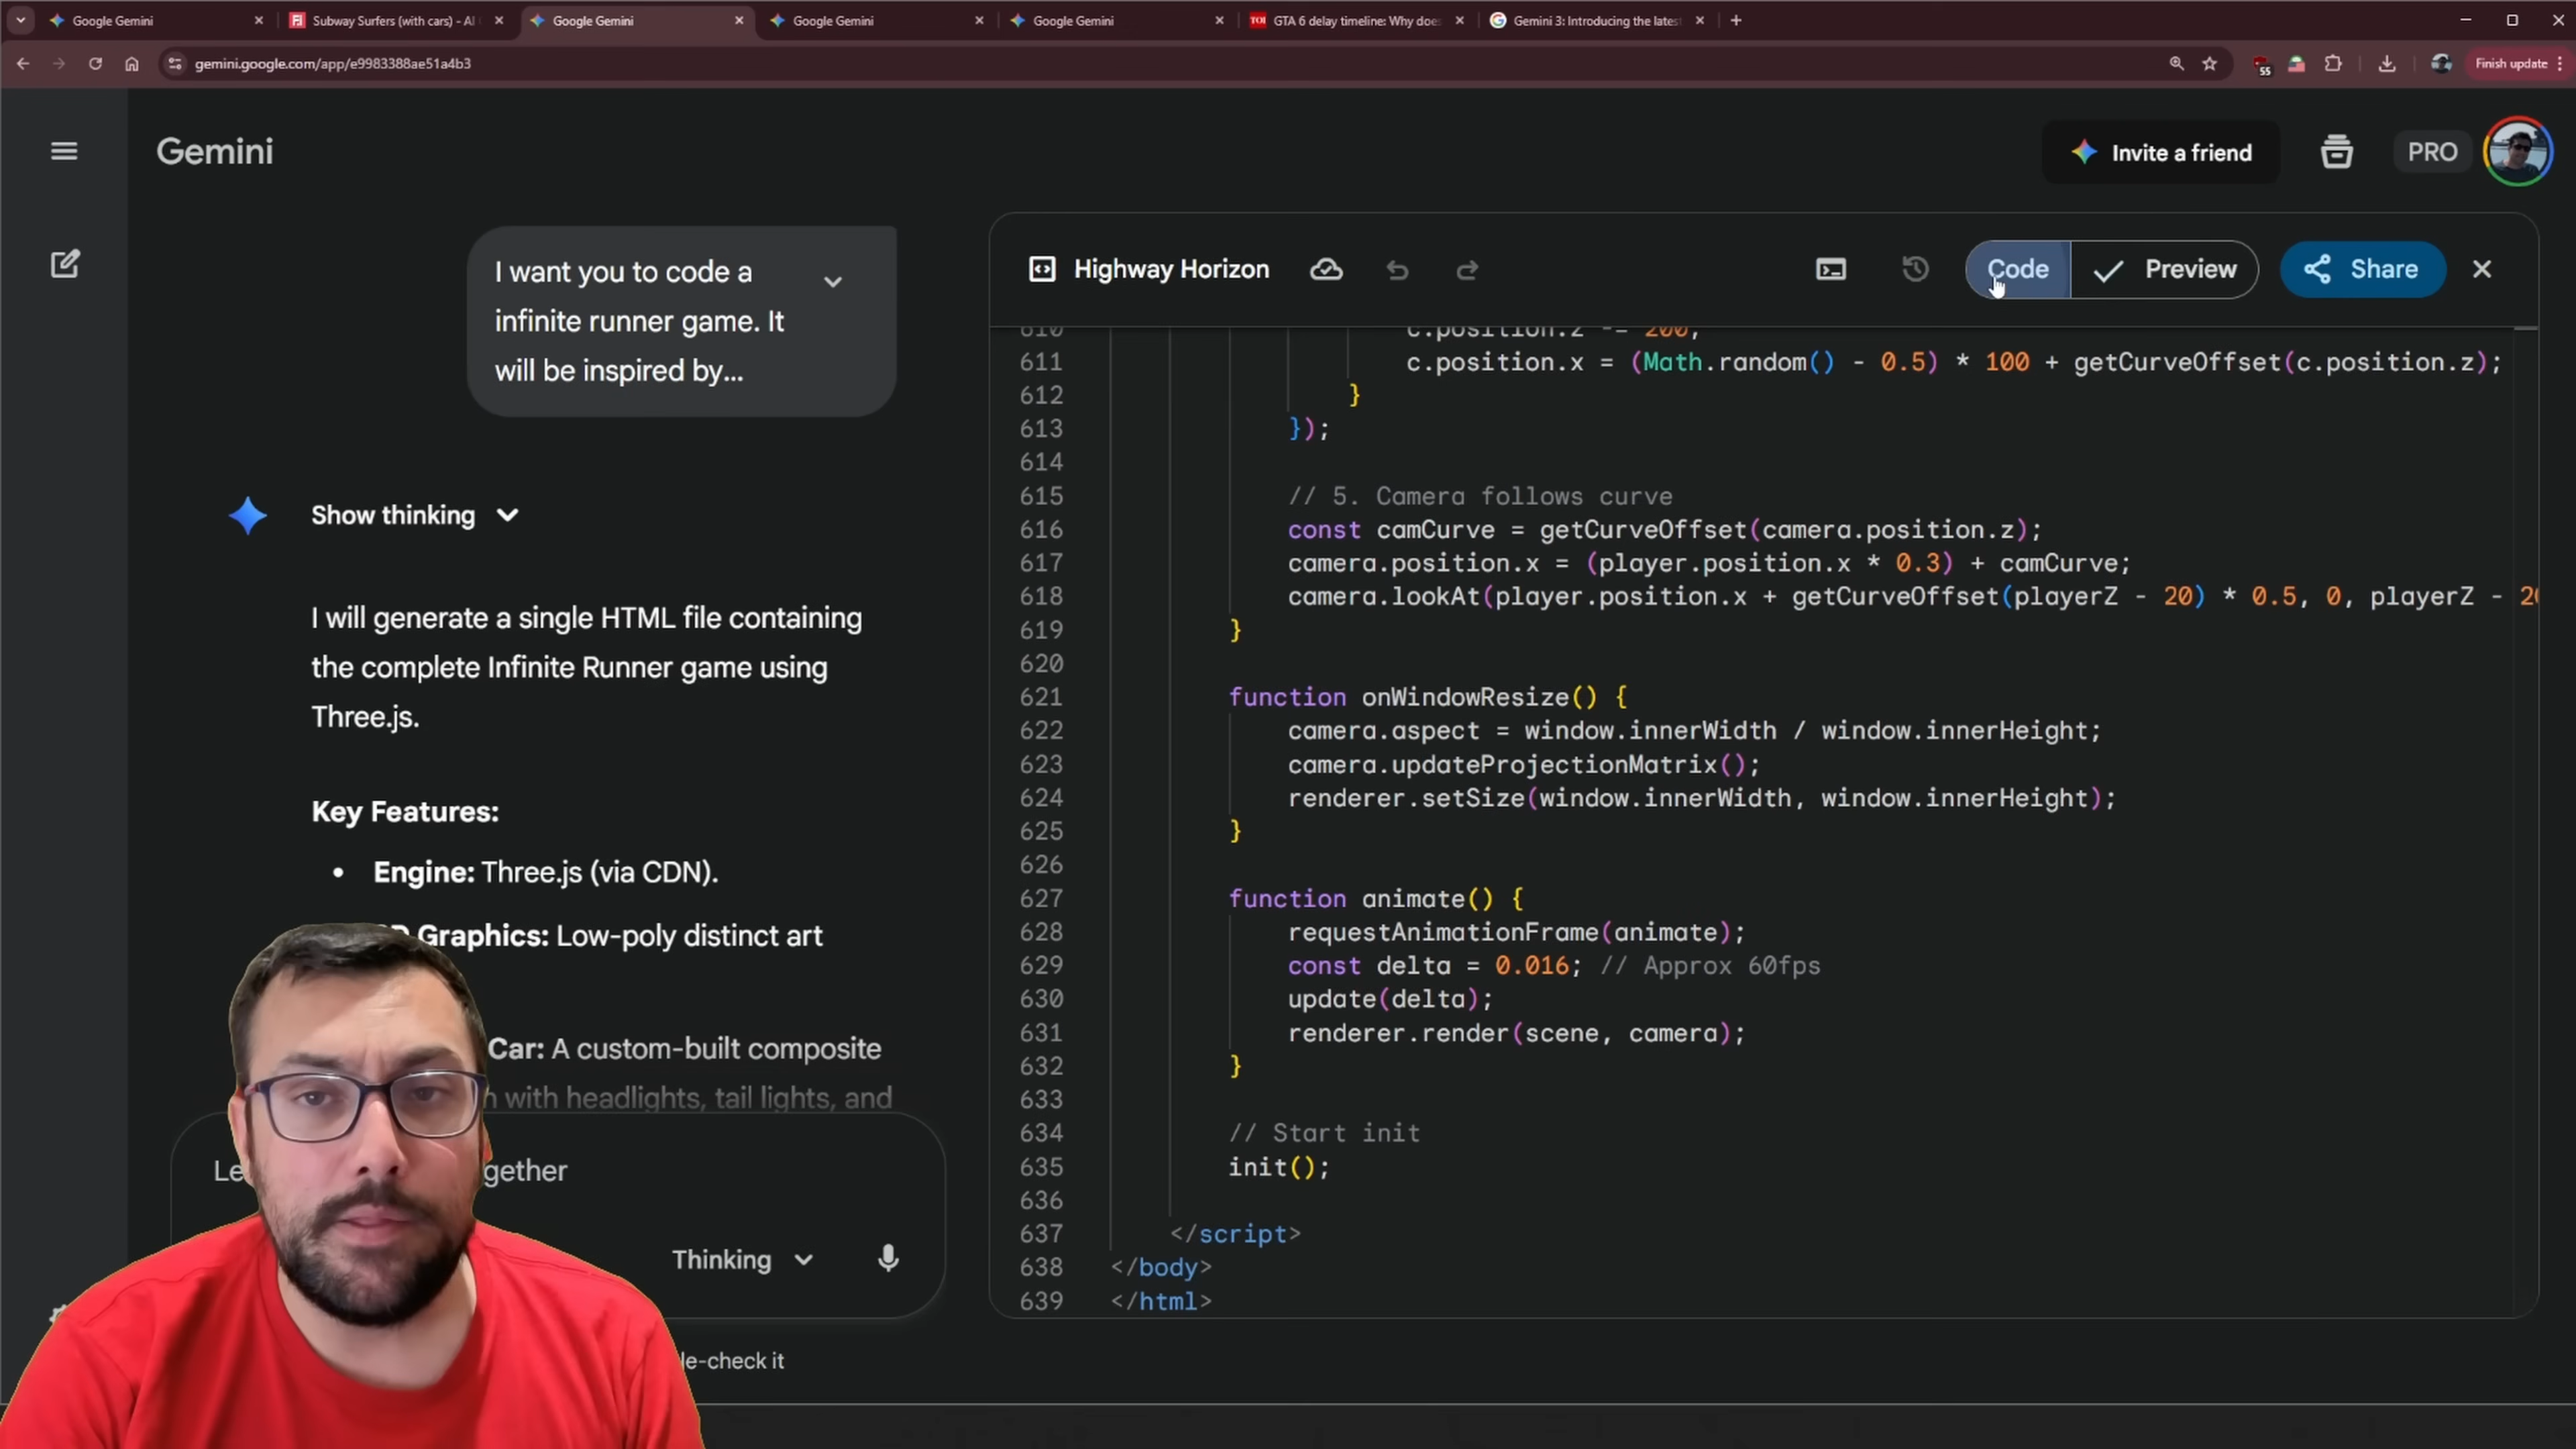 Google Gemini
Subway Surfers (with cars) - AI
Google Gemini
Google Gemini
Google Gemini
TOI
GTA 6 delay timeline: Why does
Gemini 3: Introducing the latest
gemini.google.com/app/e9983388ae51a4b3
55
Finish update
Gemini
Invite a friend
PRO
I want you to code a
infinite runner game. It
will be inspired by...
Show thinking
I will generate a single HTML file containing
the complete Infinite Runner game using
Three.js.
Key Features:
• Engine: Three.js (via CDN).
Graphics: Low-poly distinct art
Car: A custom-built composite
with headlights, tail lights, and
Thinking
Highway Horizon
Code
Preview
Share
610 c.position.z -= 200;
611 c.position.x = (Math.random() - 0.5) * 100 + getCurveOffset(c.position.z);
612 }
613 });
614
615 // 5. Camera follows curve
616 const camCurve = getCurveOffset(camera.position.z);
617 camera.position.x = (player.position.x * 0.3) + camCurve;
618 camera.lookAt(player.position.x + getCurveOffset(playerZ - 20) * 0.5, 0, playerZ - 20
619 }
620
621 function onWindowResize() {
622 camera.aspect = window.innerWidth / window.innerHeight;
623 camera.updateProjectionMatrix();
624 renderer.setSize(window.innerWidth, window.innerHeight);
625 }
626
627 function animate() {
628 requestAnimationFrame(animate);
629 const delta = 0.016; // Approx 60fps
630 update(delta);
631 renderer.render(scene, camera);
632 }
633
634 // Start init
635 init();
636
637 </script>
638 </body>
639 </html>
le-check it